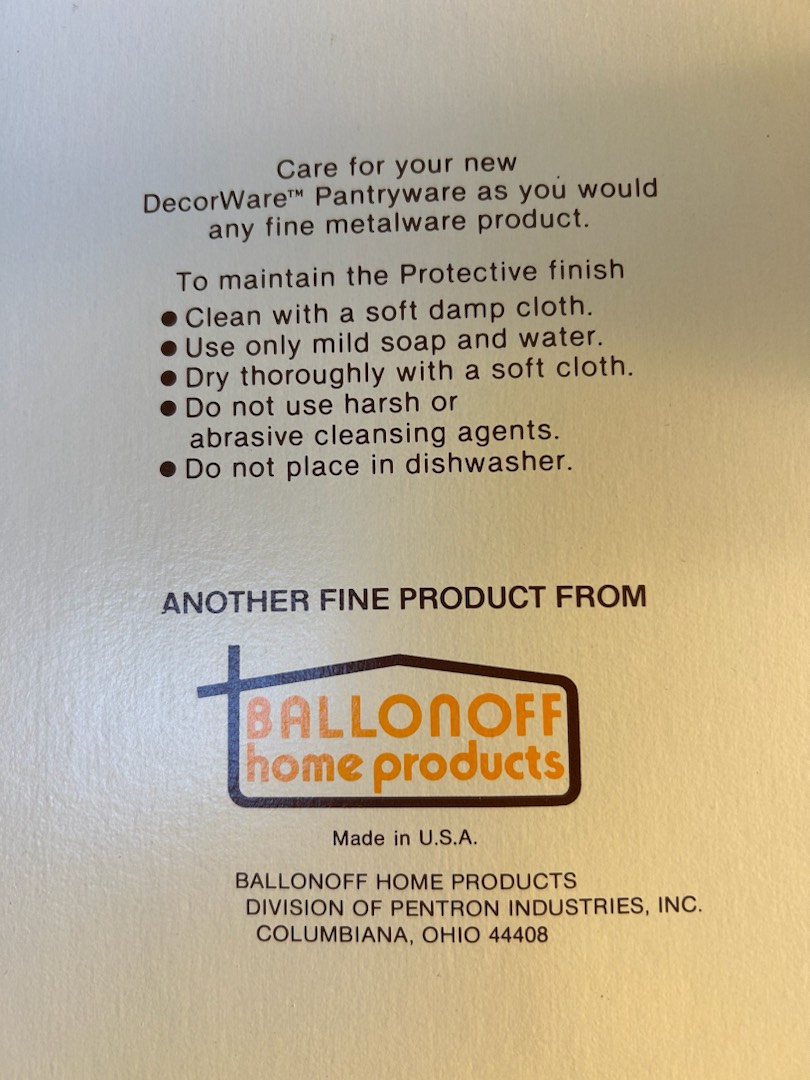 Care for your new
DecorWare™ Pantryware as you would
any fine metalware product.
To maintain the Protective finish
● Clean with a soft damp cloth.
● Use only mild soap and water.
● Dry thoroughly with a soft cloth.
● Do not use harsh or
abrasive cleansing agents.
● Do not place in dishwasher.
ANOTHER FINE PRODUCT FROM
BALLONOFF
home products
Made in U.S.A.
BALLONOFF HOME PRODUCTS
DIVISION OF PENTRON INDUSTRIES, INC.
COLUMBIANA, OHIO 44408